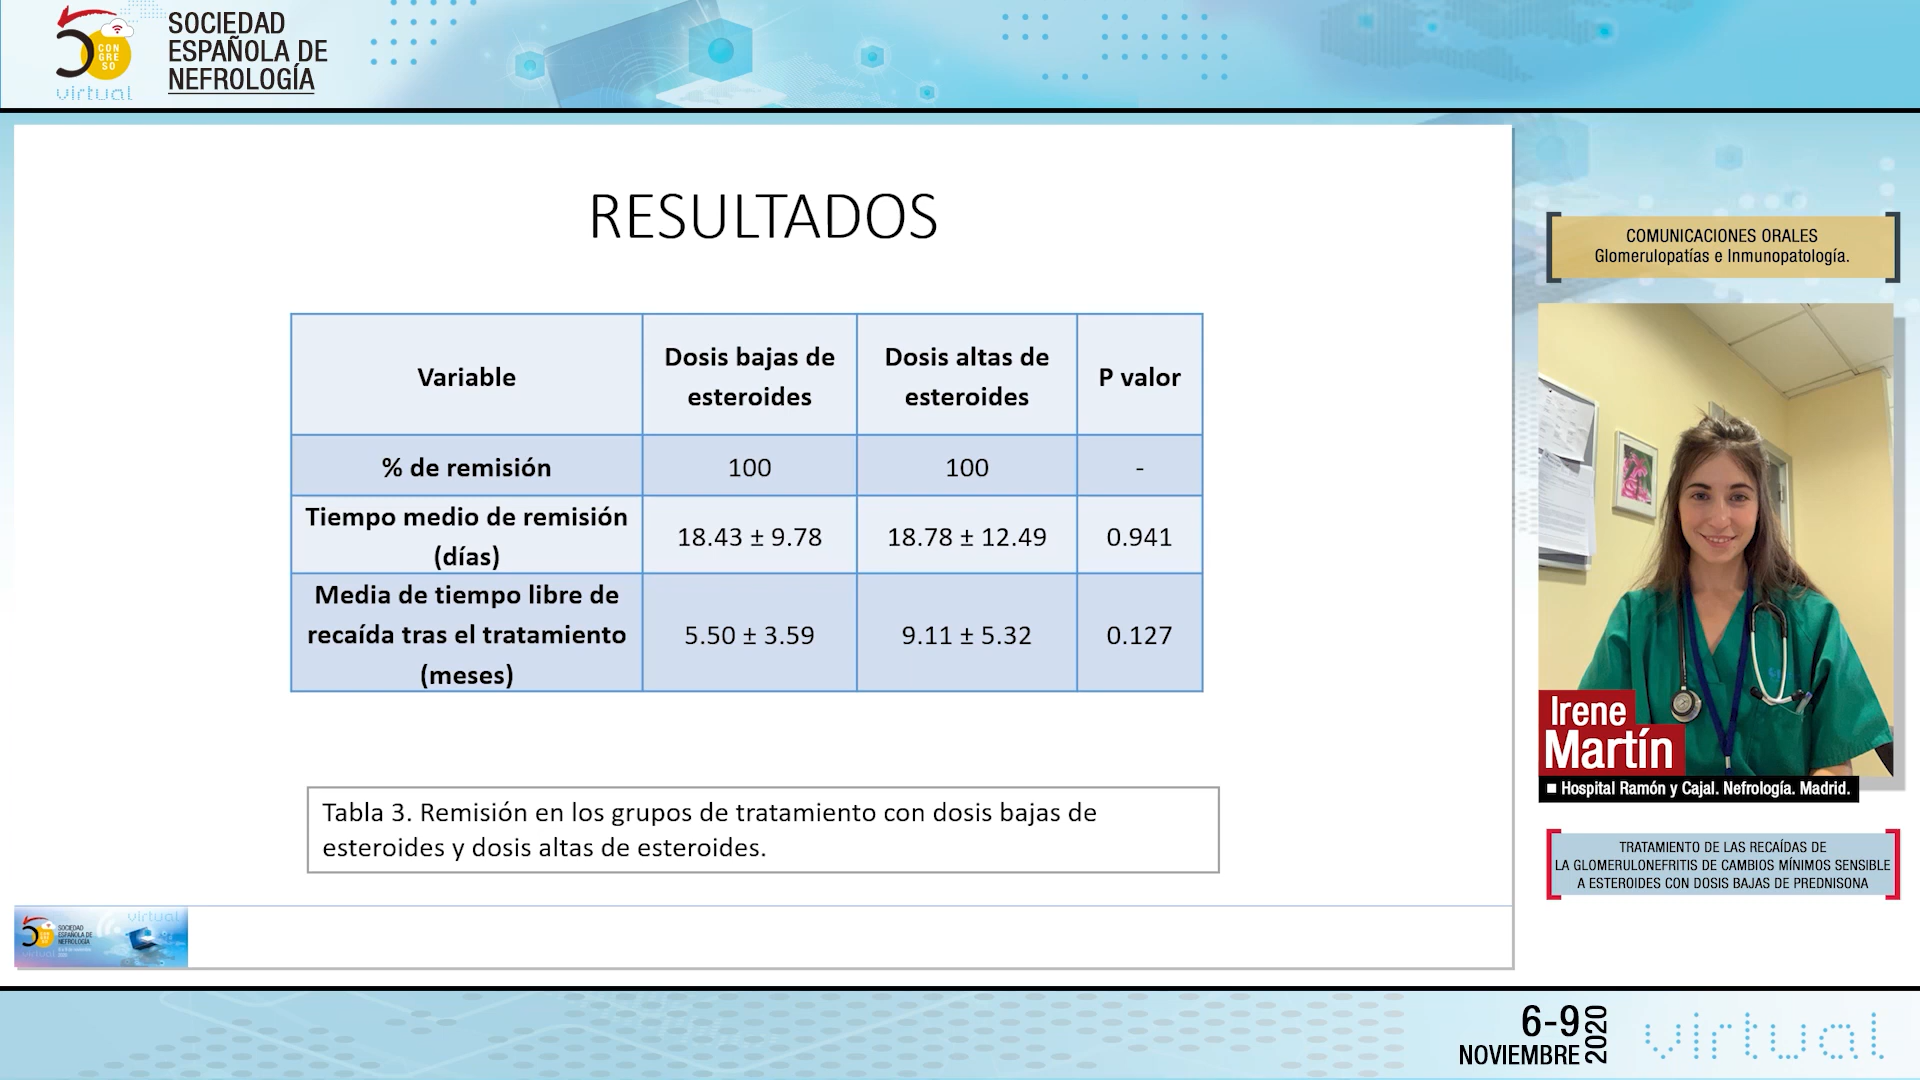 CON
GRE
SO
virtual
SOCIEDAD
ESPAÑOLA DE
NEFROLOGÍA
RESULTADOS
Variable
Dosis bajas de
esteroides
Dosis altas de
esteroides
P valor
% de remisión
100
100
-
Tiempo medio de remisión
(días)
18.43 ± 9.78
18.78 ± 12.49
0.941
Media de tiempo libre de
recaída tras el tratamiento
(meses)
5.50 ± 3.59
9.11 ± 5.32
0.127
Tabla 3. Remisión en los grupos de tratamiento con dosis bajas de
esteroides y dosis altas de esteroides.
SOCIEDAD
ESPAÑOLA DE
NEFROLOGÍA
virtual
COMUNICACIONES ORALES
Glomerulopatías e Inmunopatología.
Irene
Martín
Hospital Ramón y Cajal. Nefrología. Madrid.
TRATAMIENTO DE LAS RECAÍDAS DE
LA GLOMERULONEFRITIS DE CAMBIOS MÍNIMOS SENSIBLE
A ESTEROIDES CON DOSIS BAJAS DE PREDNISONA
6-9
NOVIEMBRE
2020
virtual